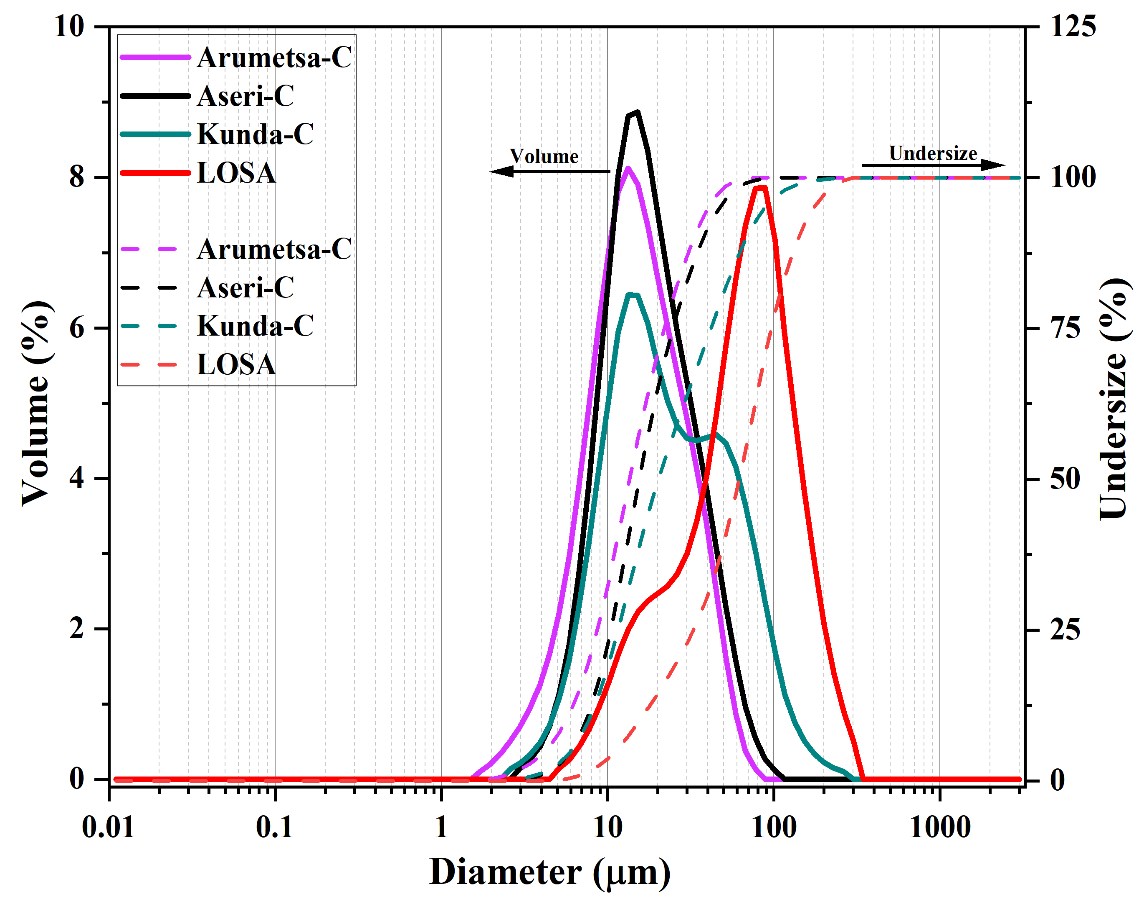 10
8
6
4
2
0
Volume (%)
Arumetsa-C
Aseri-C
Kunda-C
LOSA
Arumetsa-C
Aseri-C
Kunda-C
LOSA
Volume
Undersize
125
100
75
50
25
0
Undersize (%)
0.01 0.1 1 10 100 1000
Diameter (μm)